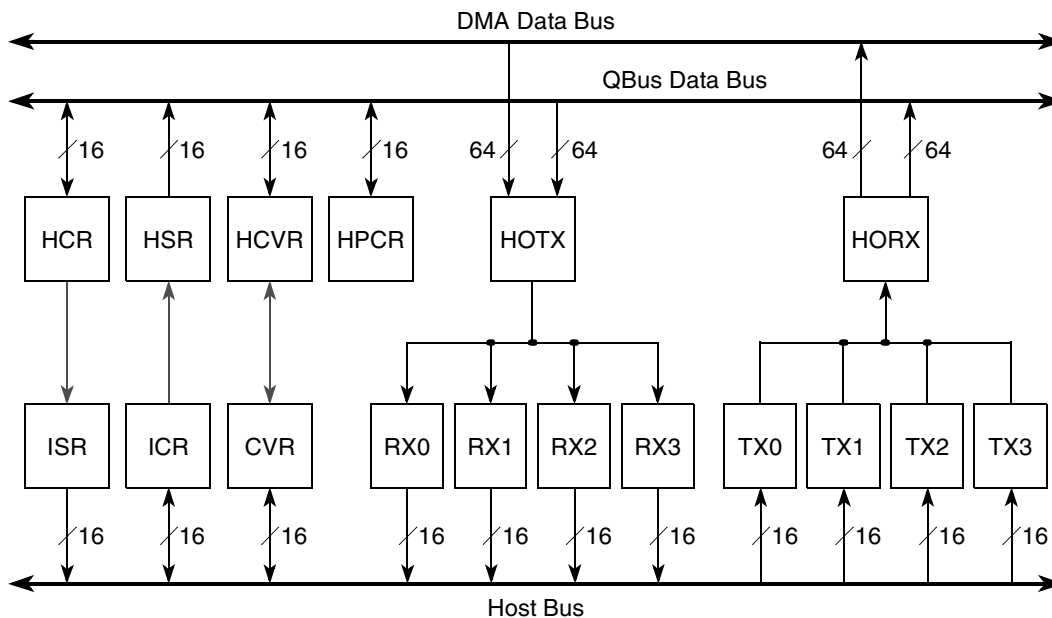 DMA Data Bus
QBus Data Bus
16 16 16 16 64 64 64 64
HCR HSR HCVR HPCR HOTX HORX
ISR ICR CVR RX0 RX1 RX2 RX3 TX0 TX1 TX2 TX3
16 16 16 16 16 16 16 16 16 16 16
Host Bus